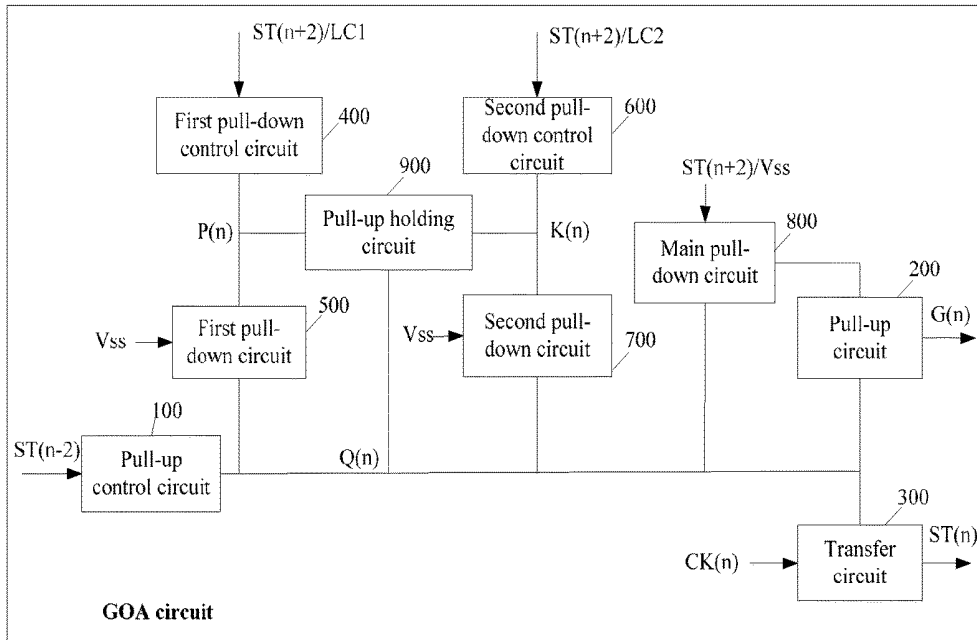 ST(n+2)/LC1
ST(n+2)/LC2
First pull-down
control circuit
400
Second pull-
down control
circuit
600
900
ST(n+2)/Vss
P(n)
Pull-up holding
circuit
K(n)
Main pull-
down circuit
800
200
500
Vss
First pull-
down circuit
Vss
Second pull-
down circuit
700
Pull-up
circuit
G(n)
100
ST(n-2)
Pull-up
control circuit
Q(n)
300
CK(n)
Transfer
circuit
ST(n)
GOA circuit